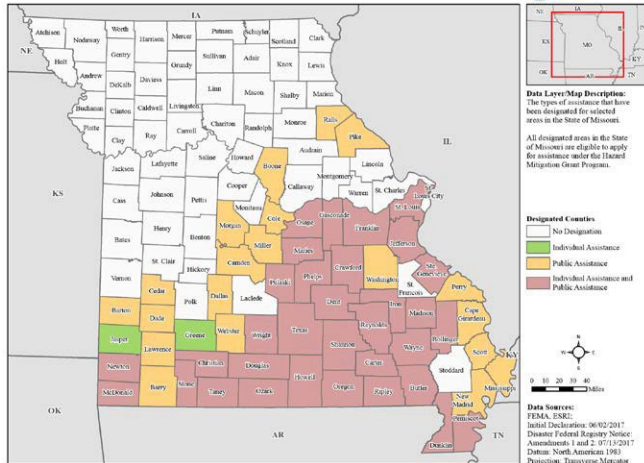 IA
NE
KS
OK
AR
IL
KY
TN
Atchison
Nodaway
Worth
Harrison
Mercer
Putnam
Schuyler
Scotland
Clark
Holt
Andrew
Gentry
Sullivan
Adair
Knox
Lewis
Grundy
DeKalb
Daviess
Linn
Macon
Shelby
Marion
Buchanan
Clinton
Caldwell
Livingston
Chariton
Randolph
Monroe
Ralls
Pike
Platte
Clay
Ray
Carroll
Audrain
Lincoln
Jackson
Lafayette
Saline
Howard
Boone
Callaway
Montgomery
Warren
St. Charles
St. Louis
St. Louis City
Cass
Johnson
Pettis
Cooper
Moniteau
Cole
Osage
Gasconade
Franklin
Jefferson
Bates
Henry
Benton
Morgan
Miller
Maries
St. Clair
Hickory
Camden
Pulaski
Phelps
Crawford
Washington
Ste. Genevieve
St. Francois
Perry
Vernon
Cedar
Polk
Dallas
Laclede
Dent
Iron
Madison
Cape Girardeau
Barton
Dade
Greene
Webster
Wright
Texas
Shannon
Reynolds
Wayne
Bollinger
Scott
Jasper
Lawrence
Christian
Douglas
Howell
Carter
Butler
Stoddard
Mississippi
Newton
McDonald
Barry
Stone
Taney
Ozark
Oregon
Ripley
New Madrid
Pemiscot
Dunklin
NE
IA
IL
KS
MO
KY
OK
AR
TN
Data Layer/Map Description:
The types of assistance that have
been designated for selected
areas in the State of Missouri.
All designated areas in the
State of Missouri are eligible to apply
for assistance under the Hazard
Mitigation Grant Program.
Designated Counties
No Designation
Individual Assistance
Public Assistance
Individual Assistance and
Public Assistance
N
W
E
S
0 10 20 30 40
Miles
Data Sources:
FEMA, ESRI;
Initial Declaration: 06/02/2017
Disaster Federal Registry Notice:
Amendments 1 and 2: 07/13/2017
Datum: North American 1983
Projection: Transverse Mercator